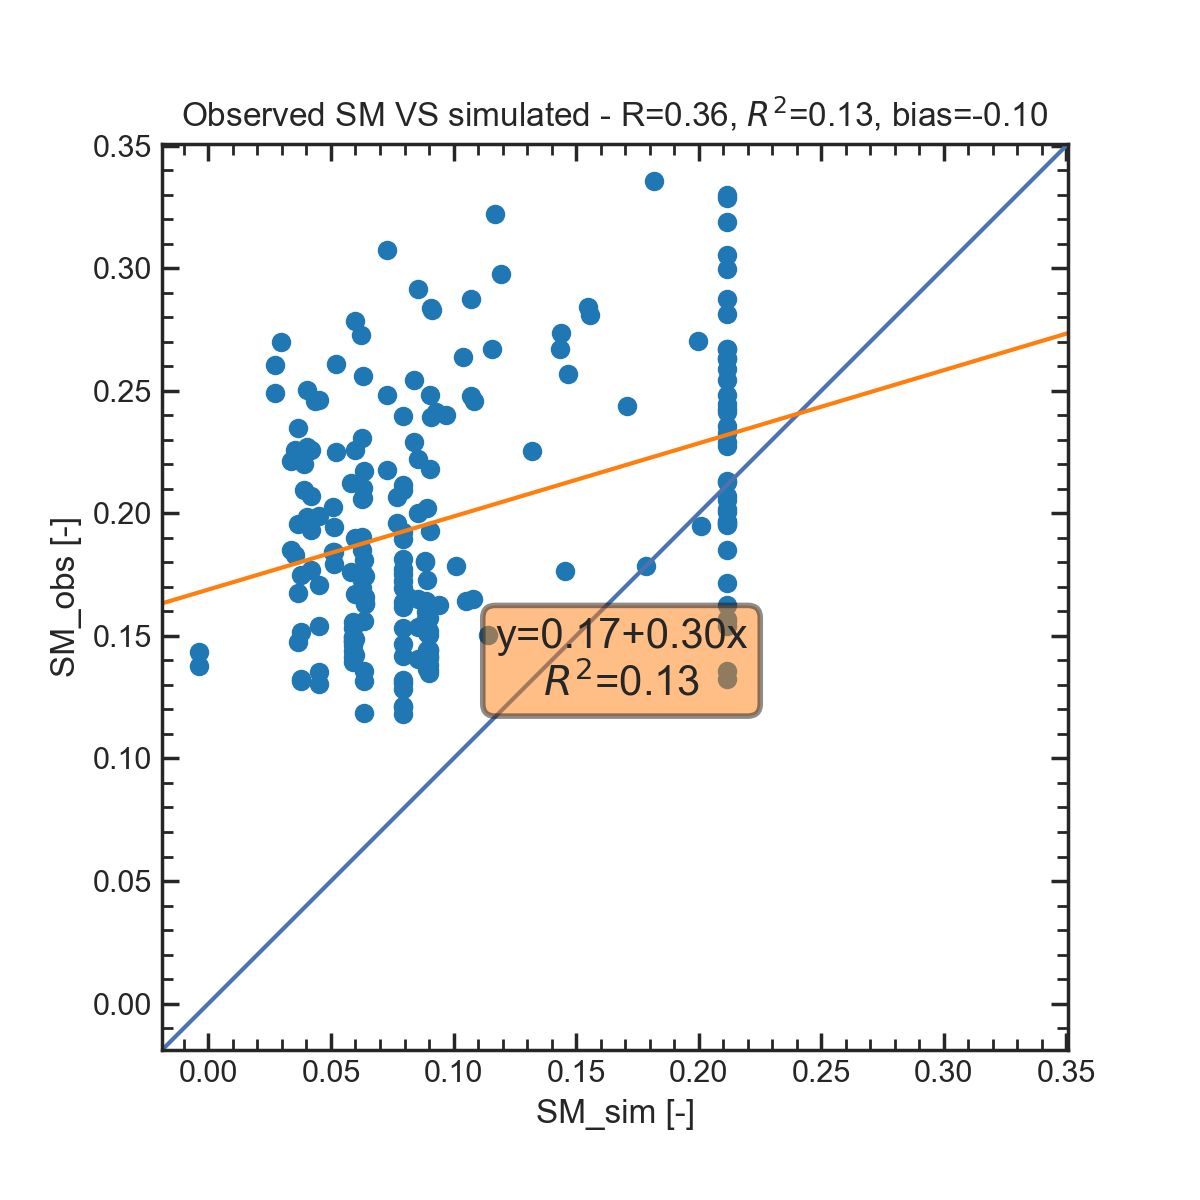 Observed SM VS simulated - R=0.36, R²=0.13, bias=-0.10
0.35
0.30
0.25
0.20
0.15
0.10
0.05
0.00
SM_obs [-]
y=0.17+0.30x
R²=0.13
0.00 0.05 0.10 0.15 0.20 0.25 0.30 0.35
SM_sim [-]